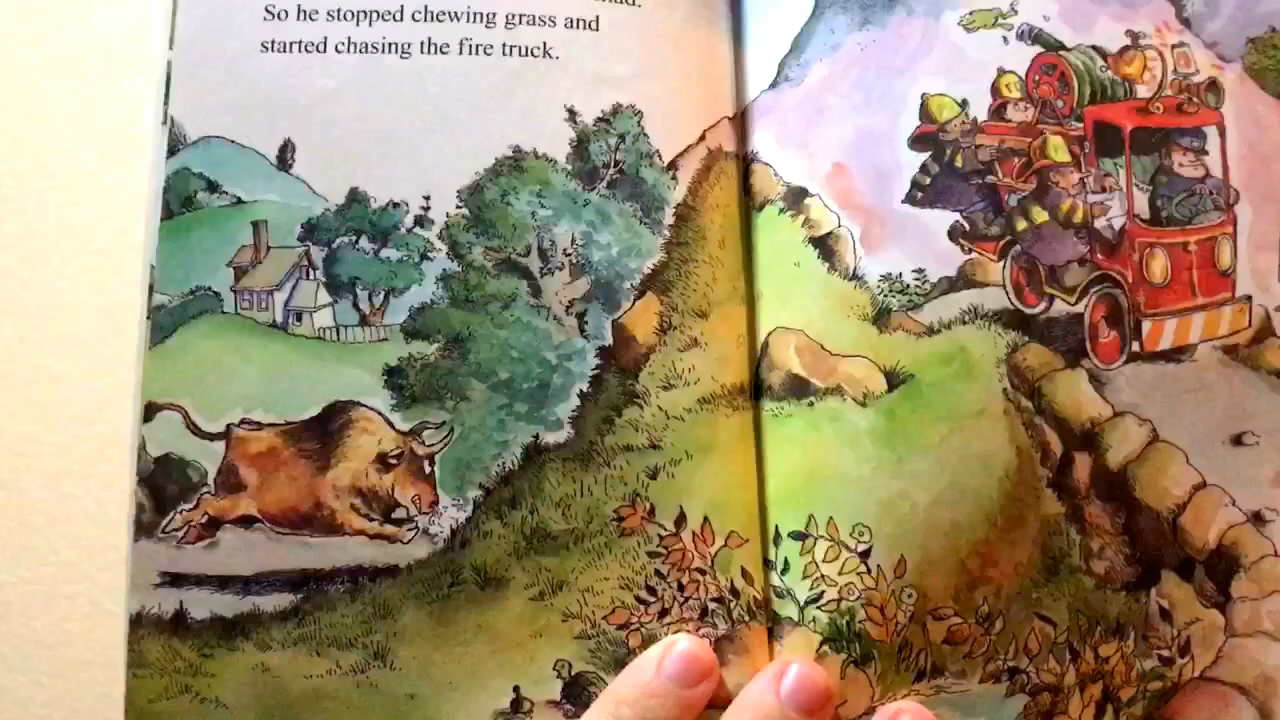 So he stopped chewing grass and
started chasing the fire truck.